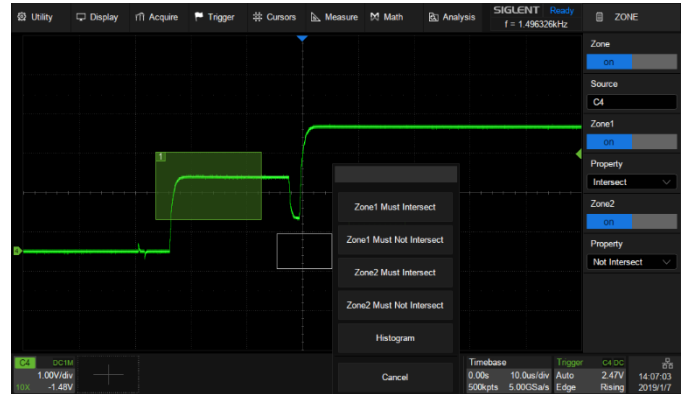 Utility Display Acquire Trigger Cursors Measure Math Analysis
SIGLENT Ready
f = 1.496326kHz
ZONE
Zone
on
Source
C4
Zone1
on
Property
Intersect
Zone2
on
Property
Not Intersect
1
4
Zone1 Must Intersect
Zone1 Must Not Intersect
Zone2 Must Intersect
Zone2 Must Not Intersect
Histogram
Cancel
C4 DC1M
1.00V/div
10X -1.48V
Timebase
0.00s 10.0us/div
500kpts 5.00GSa/s
Trigger C4 DC
Auto 2.47V
Edge Rising
14:07:03
2019/1/7